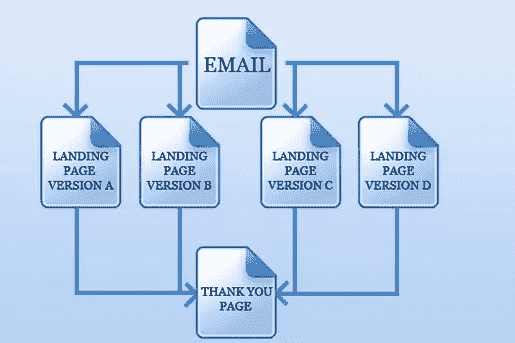 EMAIL
LANDING
PAGE
VERSION A
LANDING
PAGE
VERSION B
LANDING
PAGE
VERSION C
LANDING
PAGE
VERSION D
THANK YOU
PAGE